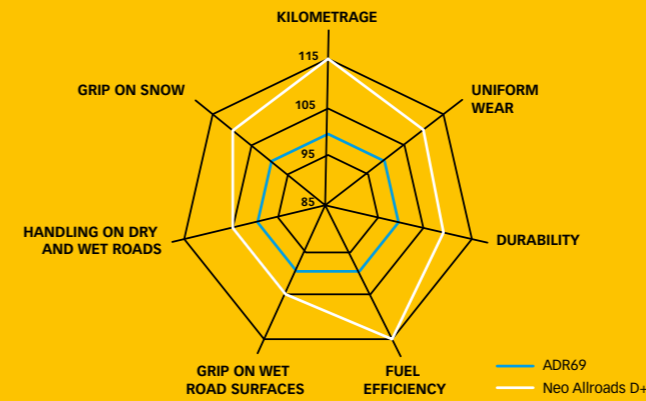 KILOMETRAGE
115
GRIP ON SNOW
UNIFORM
WEAR
105
95
85
HANDLING ON DRY
AND WET ROADS
DURABILITY
GRIP ON WET
ROAD SURFACES
FUEL
EFFICIENCY
ADR69
Neo Allroads D+